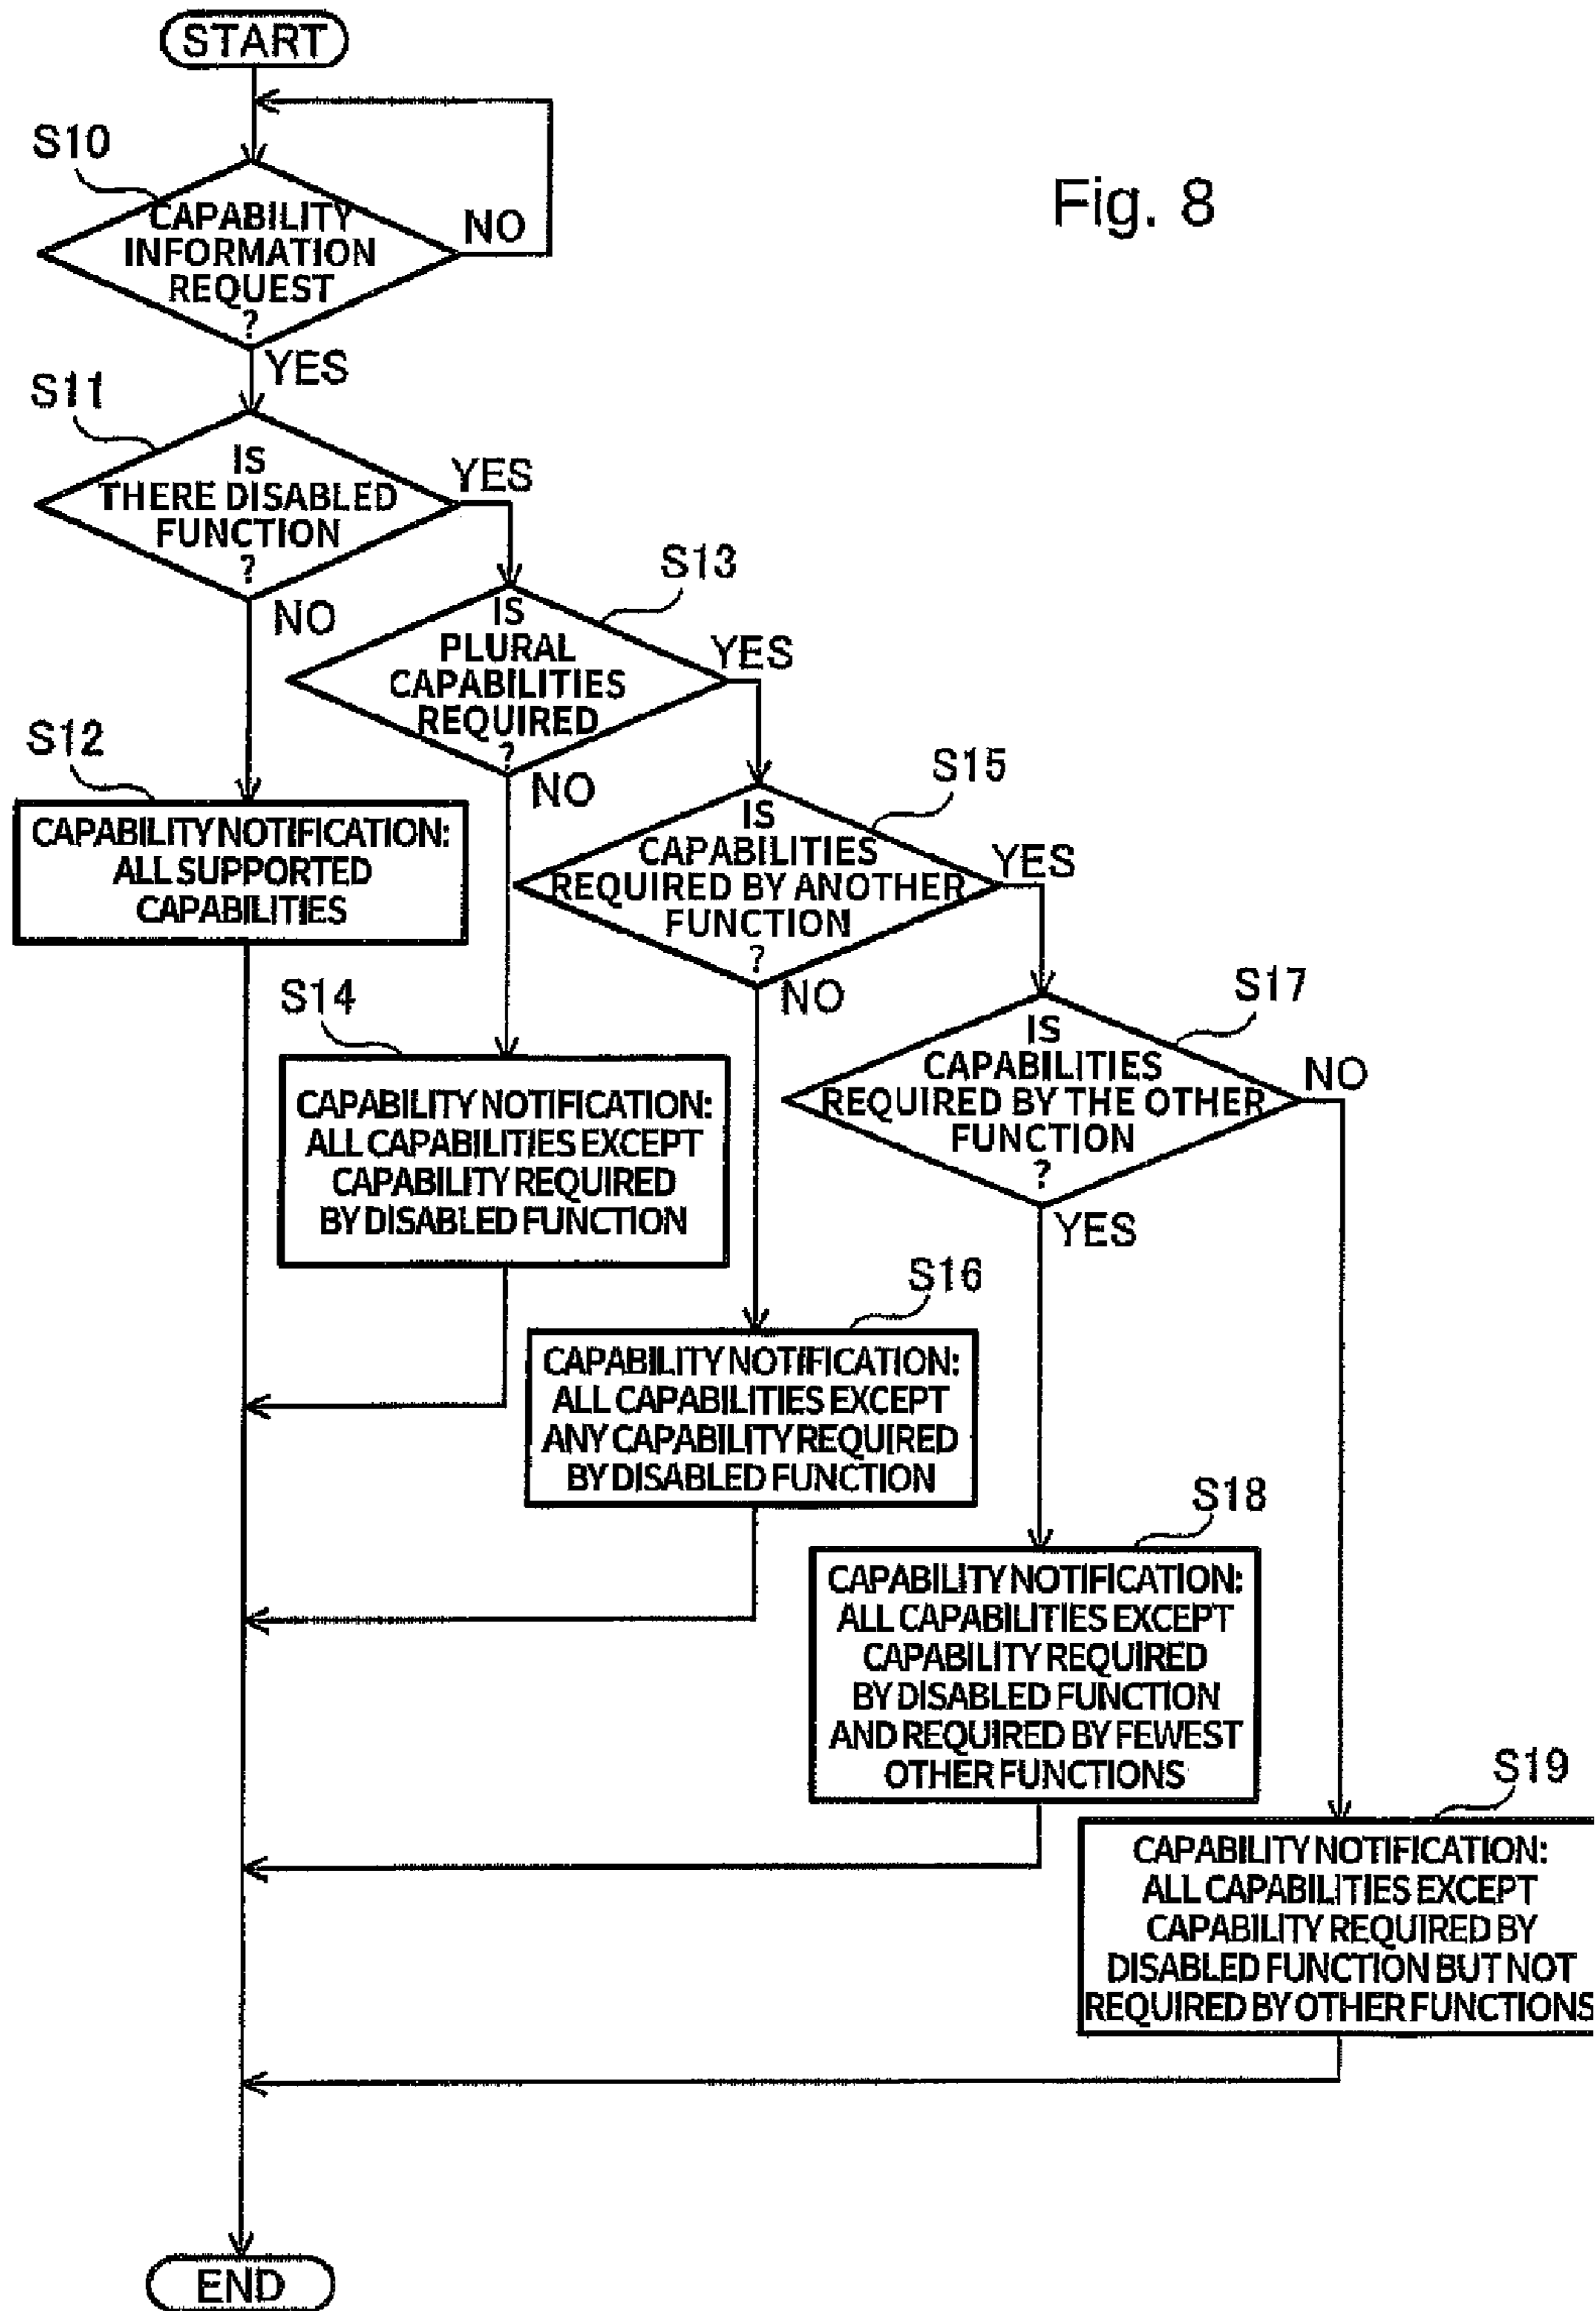 START
Fig. 8
S10
CAPABILITY
INFORMATION
REQUEST
?
NO
YES
S11
IS
THERE DISABLED
FUNCTION
?
YES
NO
S13
IS
PLURAL
CAPABILITIES
REQUIRED
?
YES
NO
S12
CAPABILITY NOTIFICATION:
ALL SUPPORTED
CAPABILITIES
S15
IS
CAPABILITIES
REQUIRED BY ANOTHER
FUNCTION
?
YES
NO
S14
CAPABILITY NOTIFICATION:
ALL CAPABILITIES EXCEPT
CAPABILITY REQUIRED
BY DISABLED FUNCTION
S17
IS
CAPABILITIES
REQUIRED BY THE OTHER
FUNCTION
?
NO
YES
S16
CAPABILITY NOTIFICATION:
ALL CAPABILITIES EXCEPT
ANY CAPABILITY REQUIRED
BY DISABLED FUNCTION
S18
CAPABILITY NOTIFICATION:
ALL CAPABILITIES EXCEPT
CAPABILITY REQUIRED
BY DISABLED FUNCTION
AND REQUIRED BY FEWEST
OTHER FUNCTIONS
S19
CAPABILITY NOTIFICATION:
ALL CAPABILITIES EXCEPT
CAPABILITY REQUIRED BY
DISABLED FUNCTION BUT NOT
REQUIRED BY OTHER FUNCTIONS
END